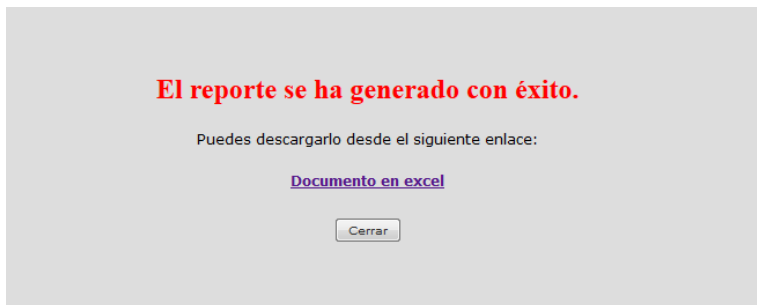 El reporte se ha generado con éxito.
Puedes descargarlo desde el siguiente enlace:
Documento en excel
Cerrar